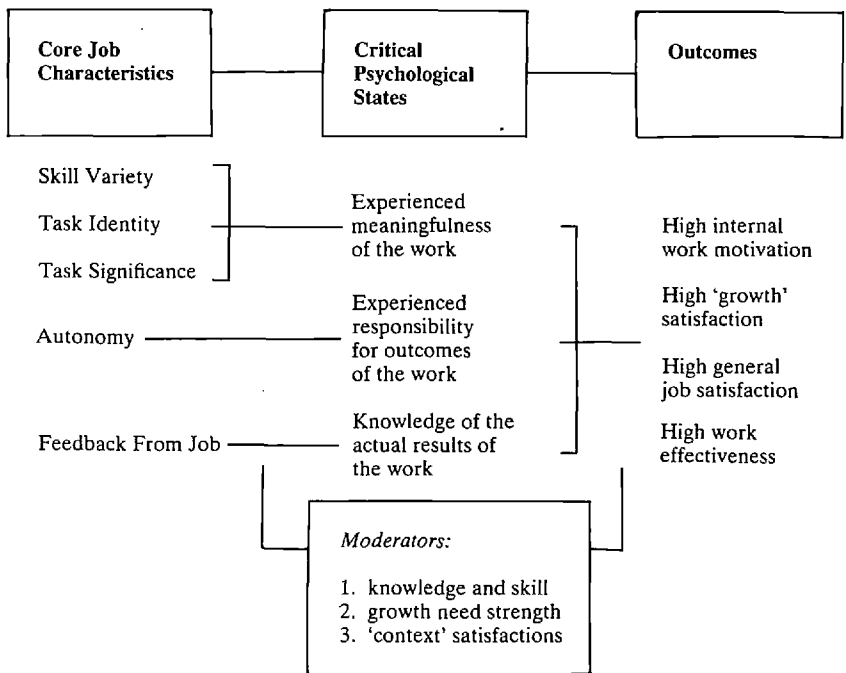 Core Job
Characteristics
Critical
Psychological
States
Outcomes
Skill Variety
Task Identity
Task Significance
Experienced
meaningfulness
of the work
High internal
work motivation
Autonomy
Experienced
responsibility
for outcomes
of the work
High ‘growth’
satisfaction
High general
job satisfaction
Feedback From Job
Knowledge of the
actual results of
the work
High work
effectiveness
Moderators:
1. knowledge and skill
2. growth need strength
3. ‘context’ satisfactions